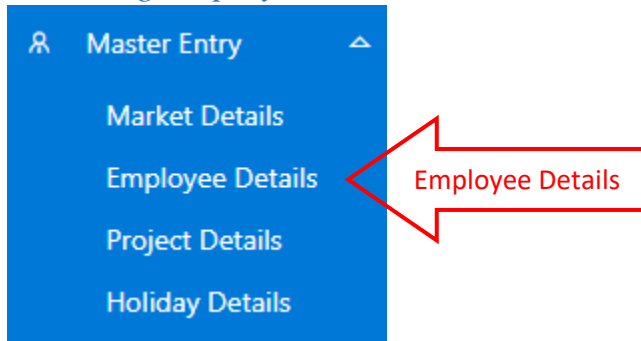 Master Entry
Market Details
Employee Details
Employee Details
Project Details
Holiday Details